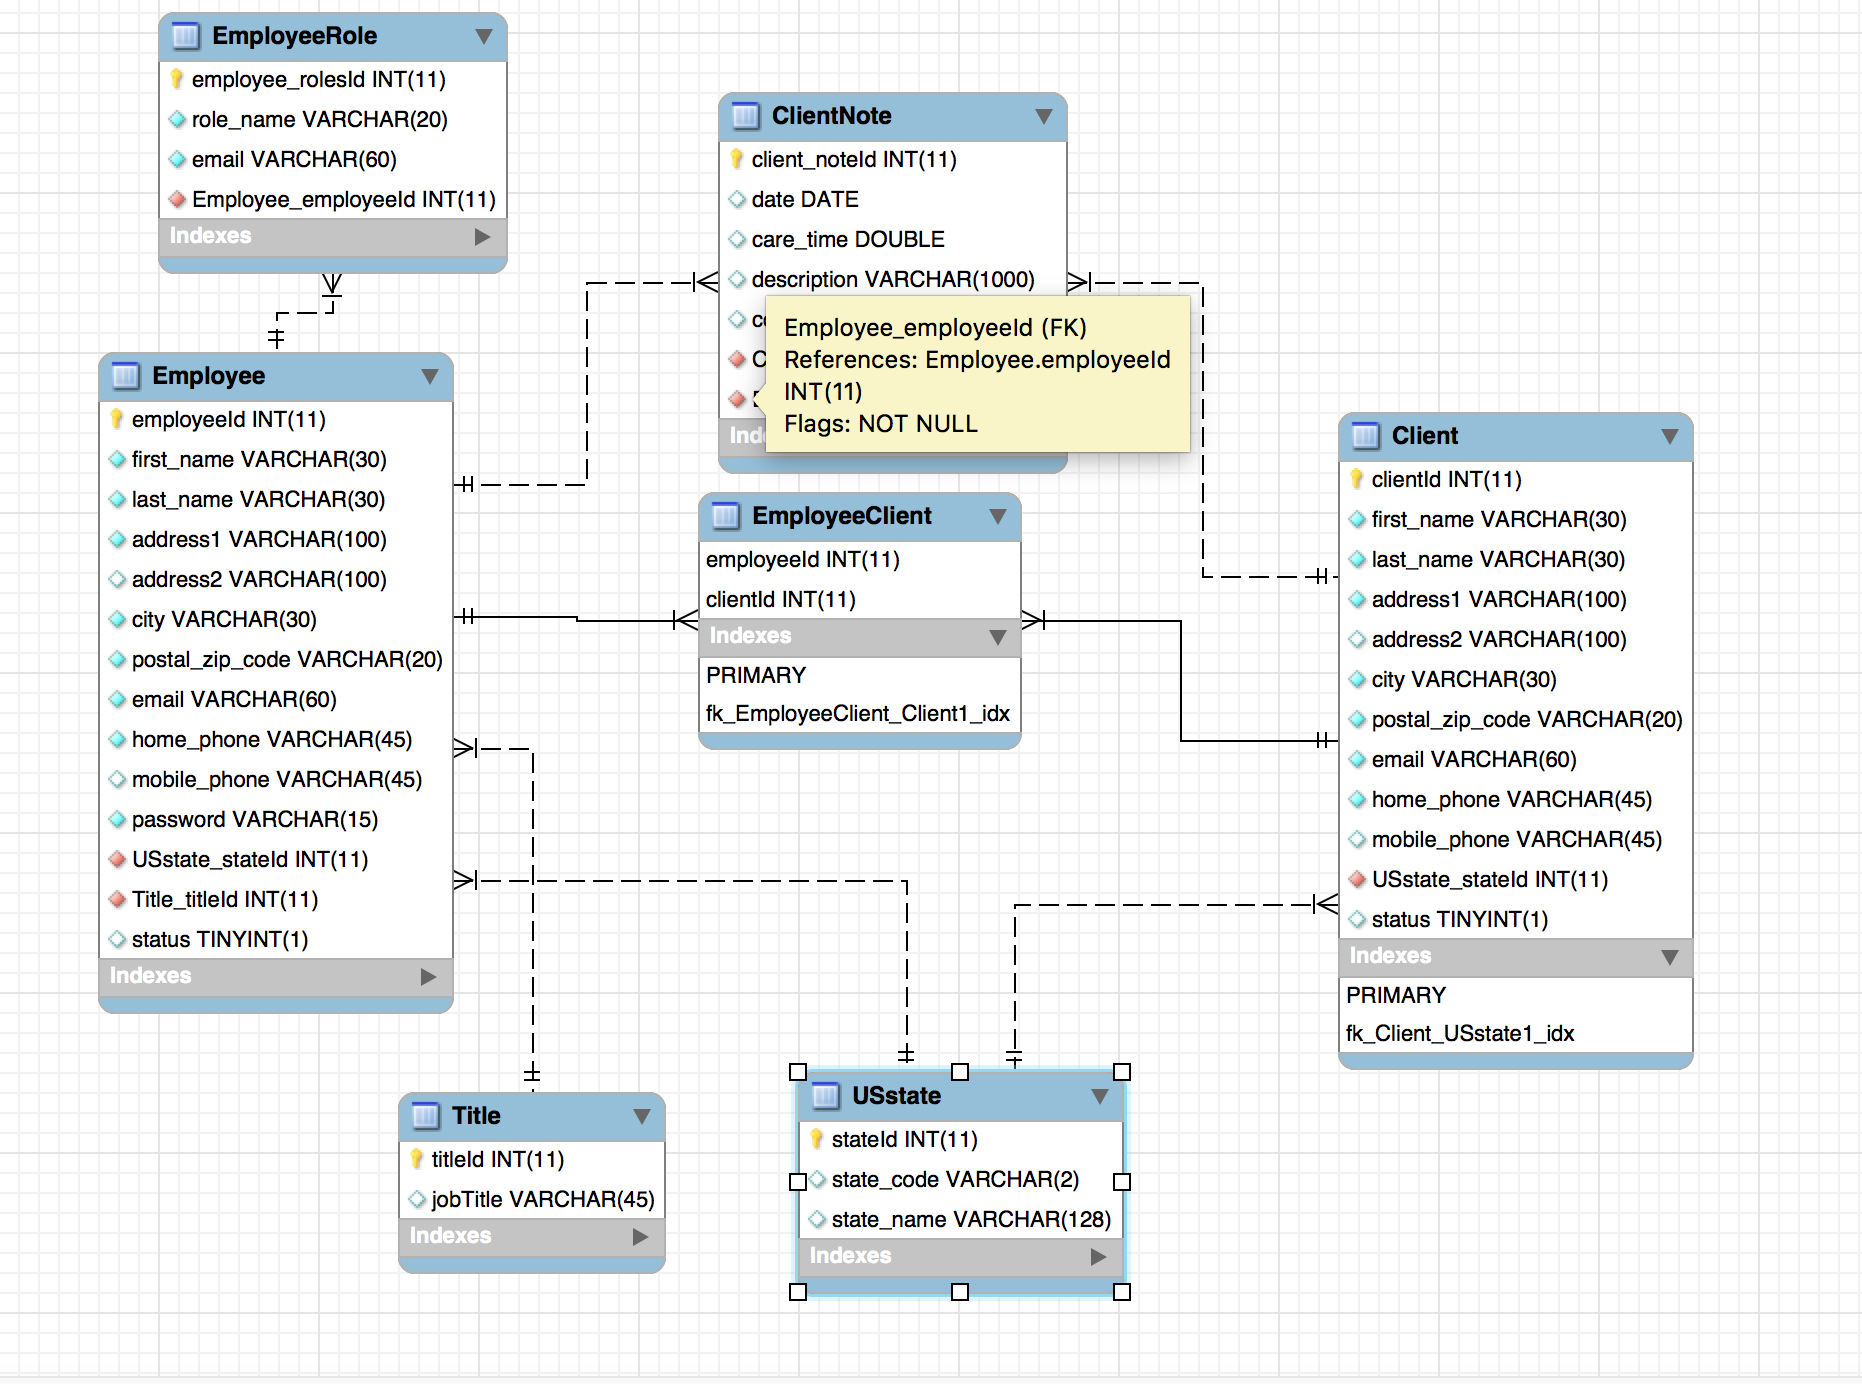 EmployeeRole
employee_rolesId INT(11)
role_name VARCHAR(20)
email VARCHAR(60)
Employee_employeeId INT(11)
Indexes
ClientNote
client_noteId INT(11)
date DATE
care_time DOUBLE
description VARCHAR(1000)
Employee_employeeId (FK)
References: Employee.employeeId
INT(11)
Flags: NOT NULL
Employee
employeeId INT(11)
first_name VARCHAR(30)
last_name VARCHAR(30)
address1 VARCHAR(100)
address2 VARCHAR(100)
city VARCHAR(30)
postal_zip_code VARCHAR(20)
email VARCHAR(60)
home_phone VARCHAR(45)
mobile_phone VARCHAR(45)
password VARCHAR(15)
USstate_stateId INT(11)
Title_titleId INT(11)
status TINYINT(1)
Indexes
EmployeeClient
employeeId INT(11)
clientId INT(11)
Indexes
PRIMARY
fk_EmployeeClient_Client1_idx
Client
clientId INT(11)
first_name VARCHAR(30)
last_name VARCHAR(30)
address1 VARCHAR(100)
address2 VARCHAR(100)
city VARCHAR(30)
postal_zip_code VARCHAR(20)
email VARCHAR(60)
home_phone VARCHAR(45)
mobile_phone VARCHAR(45)
USstate_stateId INT(11)
status TINYINT(1)
Indexes
PRIMARY
fk_Client_USstate1_idx
Title
titleId INT(11)
jobTitle VARCHAR(45)
Indexes
USstate
stateId INT(11)
state_code VARCHAR(2)
state_name VARCHAR(128)
Indexes